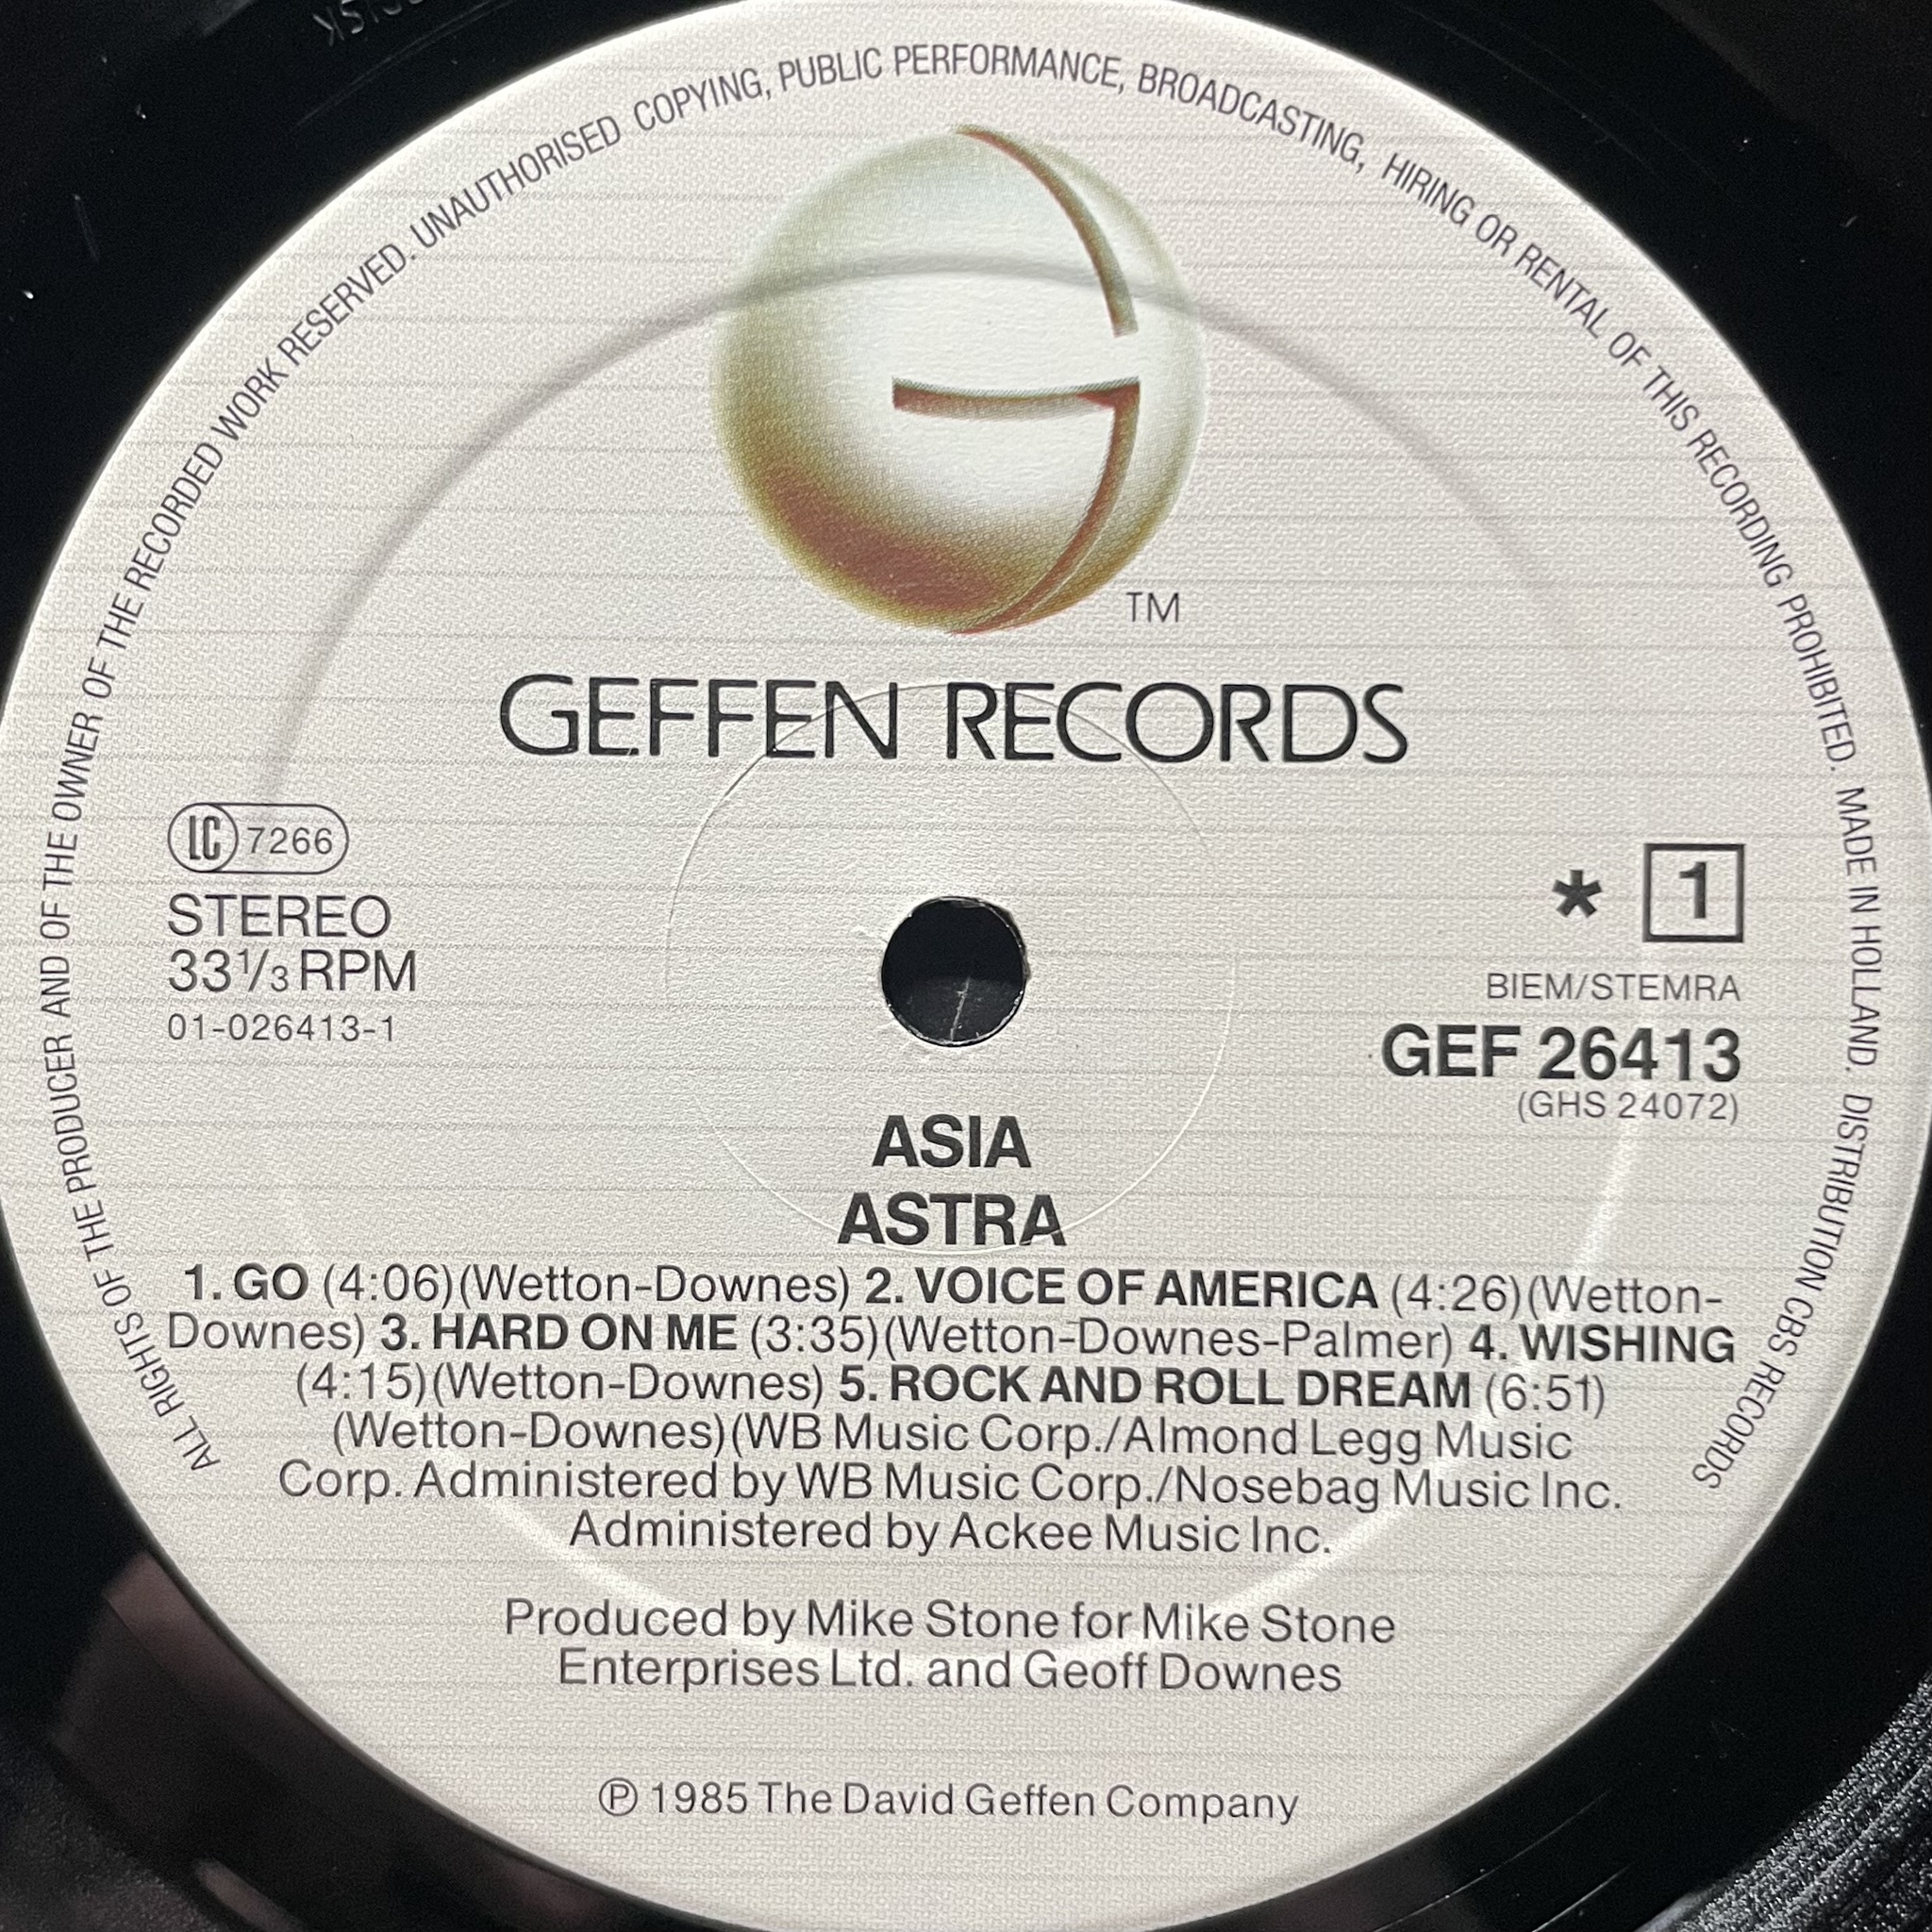 ALL RIGHTS OF THE PRODUCER AND OF THE OWNER OF THE RECORDED WORK RESERVED. UNAUTHORISED COPYING, PUBLIC PERFORMANCE, BROADCASTING, HIRING OR RENTAL OF THIS RECORDING PROHIBITED. MADE IN HOLLAND. DISTRIBUTION CBS RECORDS
TM
GEFFEN RECORDS
LC 7266
STEREO
33 1/3 RPM
01-026413-1
* 1
BIEM/STEMRA
GEF 26413
(GHS 24072)
ASIA
ASTRA
1. GO (4:06)(Wetton-Downes) 2. VOICE OF AMERICA (4:26)(Wetton-
Downes) 3. HARD ON ME (3:35)(Wetton-Downes-Palmer) 4. WISHING
(4:15)(Wetton-Downes) 5. ROCK AND ROLL DREAM (6:51)
(Wetton-Downes)(WB Music Corp./Almond Legg Music
Corp. Administered by WB Music Corp./Nosebag Music Inc.
Administered by Ackee Music Inc.
Produced by Mike Stone for Mike Stone
Enterprises Ltd. and Geoff Downes
℗ 1985 The David Geffen Company